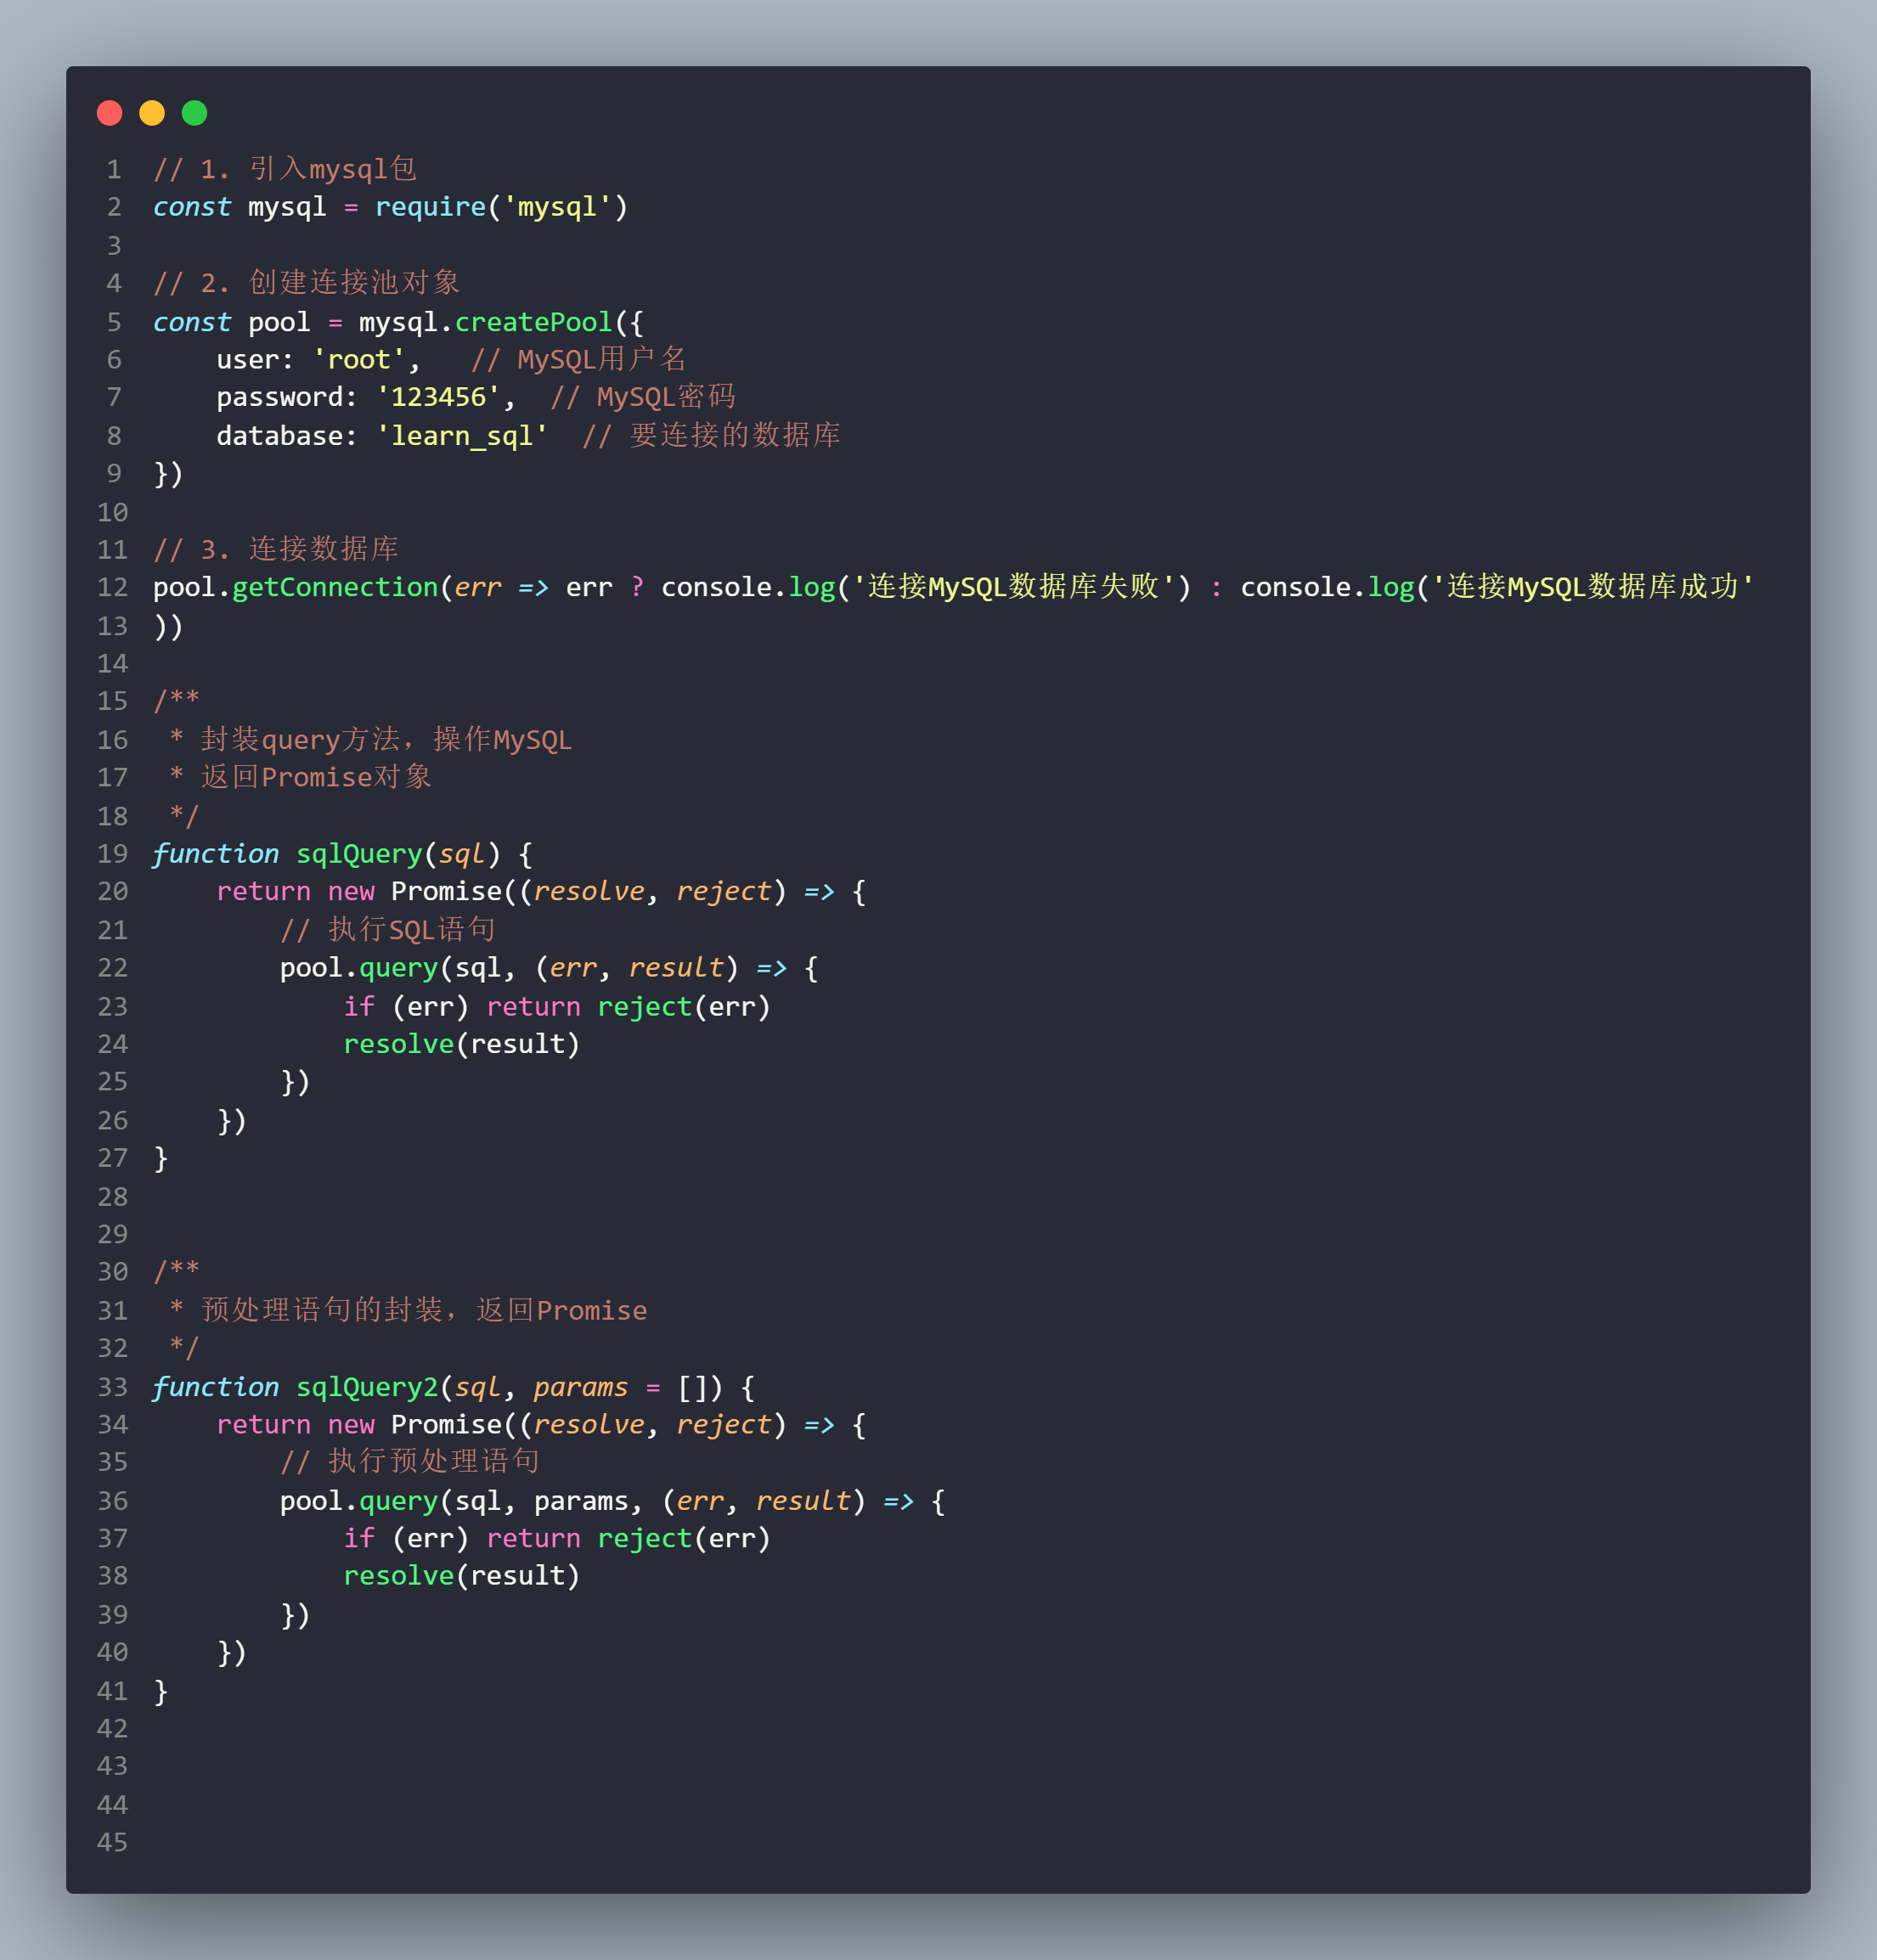 1 // 1. 引入mysql包
2 const mysql = require('mysql')
3
4 // 2. 创建连接池对象
5 const pool = mysql.createPool({
6     user: 'root',   // MySQL用户名
7     password: '123456',  // MySQL密码
8     database: 'learn_sql'  // 要连接的数据库
9 })
10
11 // 3. 连接数据库
12 pool.getConnection(err => err ? console.log('连接MySQL数据库失败') : console.log('连接MySQL数据库成功'
13 ))
14
15 /**
16  * 封装query方法，操作MySQL
17  * 返回Promise对象
18  */
19 function sqlQuery(sql) {
20     return new Promise((resolve, reject) => {
21         // 执行SQL语句
22         pool.query(sql, (err, result) => {
23             if (err) return reject(err)
24             resolve(result)
25         })
26     })
27 }
28
29
30 /**
31  * 预处理语句的封装，返回Promise
32  */
33 function sqlQuery2(sql, params = []) {
34     return new Promise((resolve, reject) => {
35         // 执行预处理语句
36         pool.query(sql, params, (err, result) => {
37             if (err) return reject(err)
38             resolve(result)
39         })
40     })
41 }
42
43
44
45